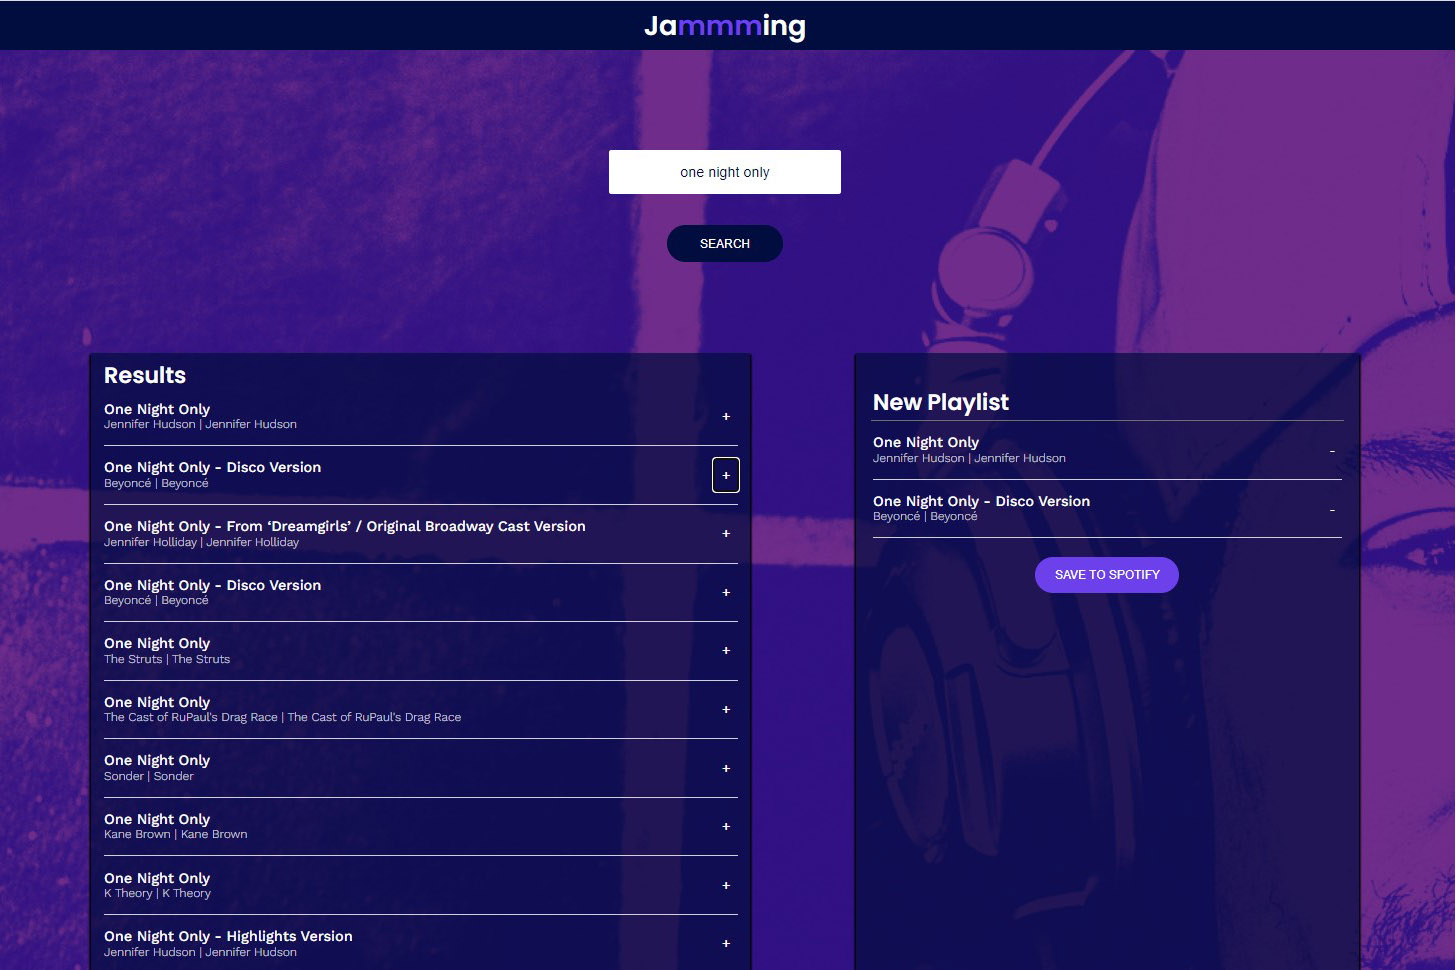 Jammming
one night only
SEARCH
Results
One Night Only
Jennifer Hudson | Jennifer Hudson
+
One Night Only - Disco Version
Beyoncé | Beyoncé
+
One Night Only - From ‘Dreamgirls’ / Original Broadway Cast Version
Jennifer Holliday | Jennifer Holliday
+
One Night Only - Disco Version
Beyoncé | Beyoncé
+
One Night Only
The Struts | The Struts
+
One Night Only
The Cast of RuPaul's Drag Race | The Cast of RuPaul's Drag Race
+
One Night Only
Sonder | Sonder
+
One Night Only
Kane Brown | Kane Brown
+
One Night Only
K Theory | K Theory
+
One Night Only - Highlights Version
Jennifer Hudson | Jennifer Hudson
+
New Playlist
One Night Only
Jennifer Hudson | Jennifer Hudson
-
One Night Only - Disco Version
Beyoncé | Beyoncé
-
SAVE TO SPOTIFY